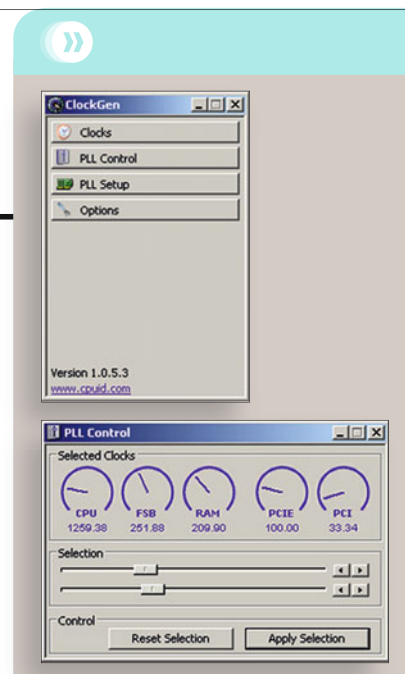 ClockGen
Clocks
PLL Control
PLL Setup
Options
Version 1.0.5.3
www.cpuid.com
PLL Control
Selected Clocks
CPU FSB RAM PCIE PCI
1259.38 251.88 209.90 100.00 33.34
Selection
Control
Reset Selection Apply Selection